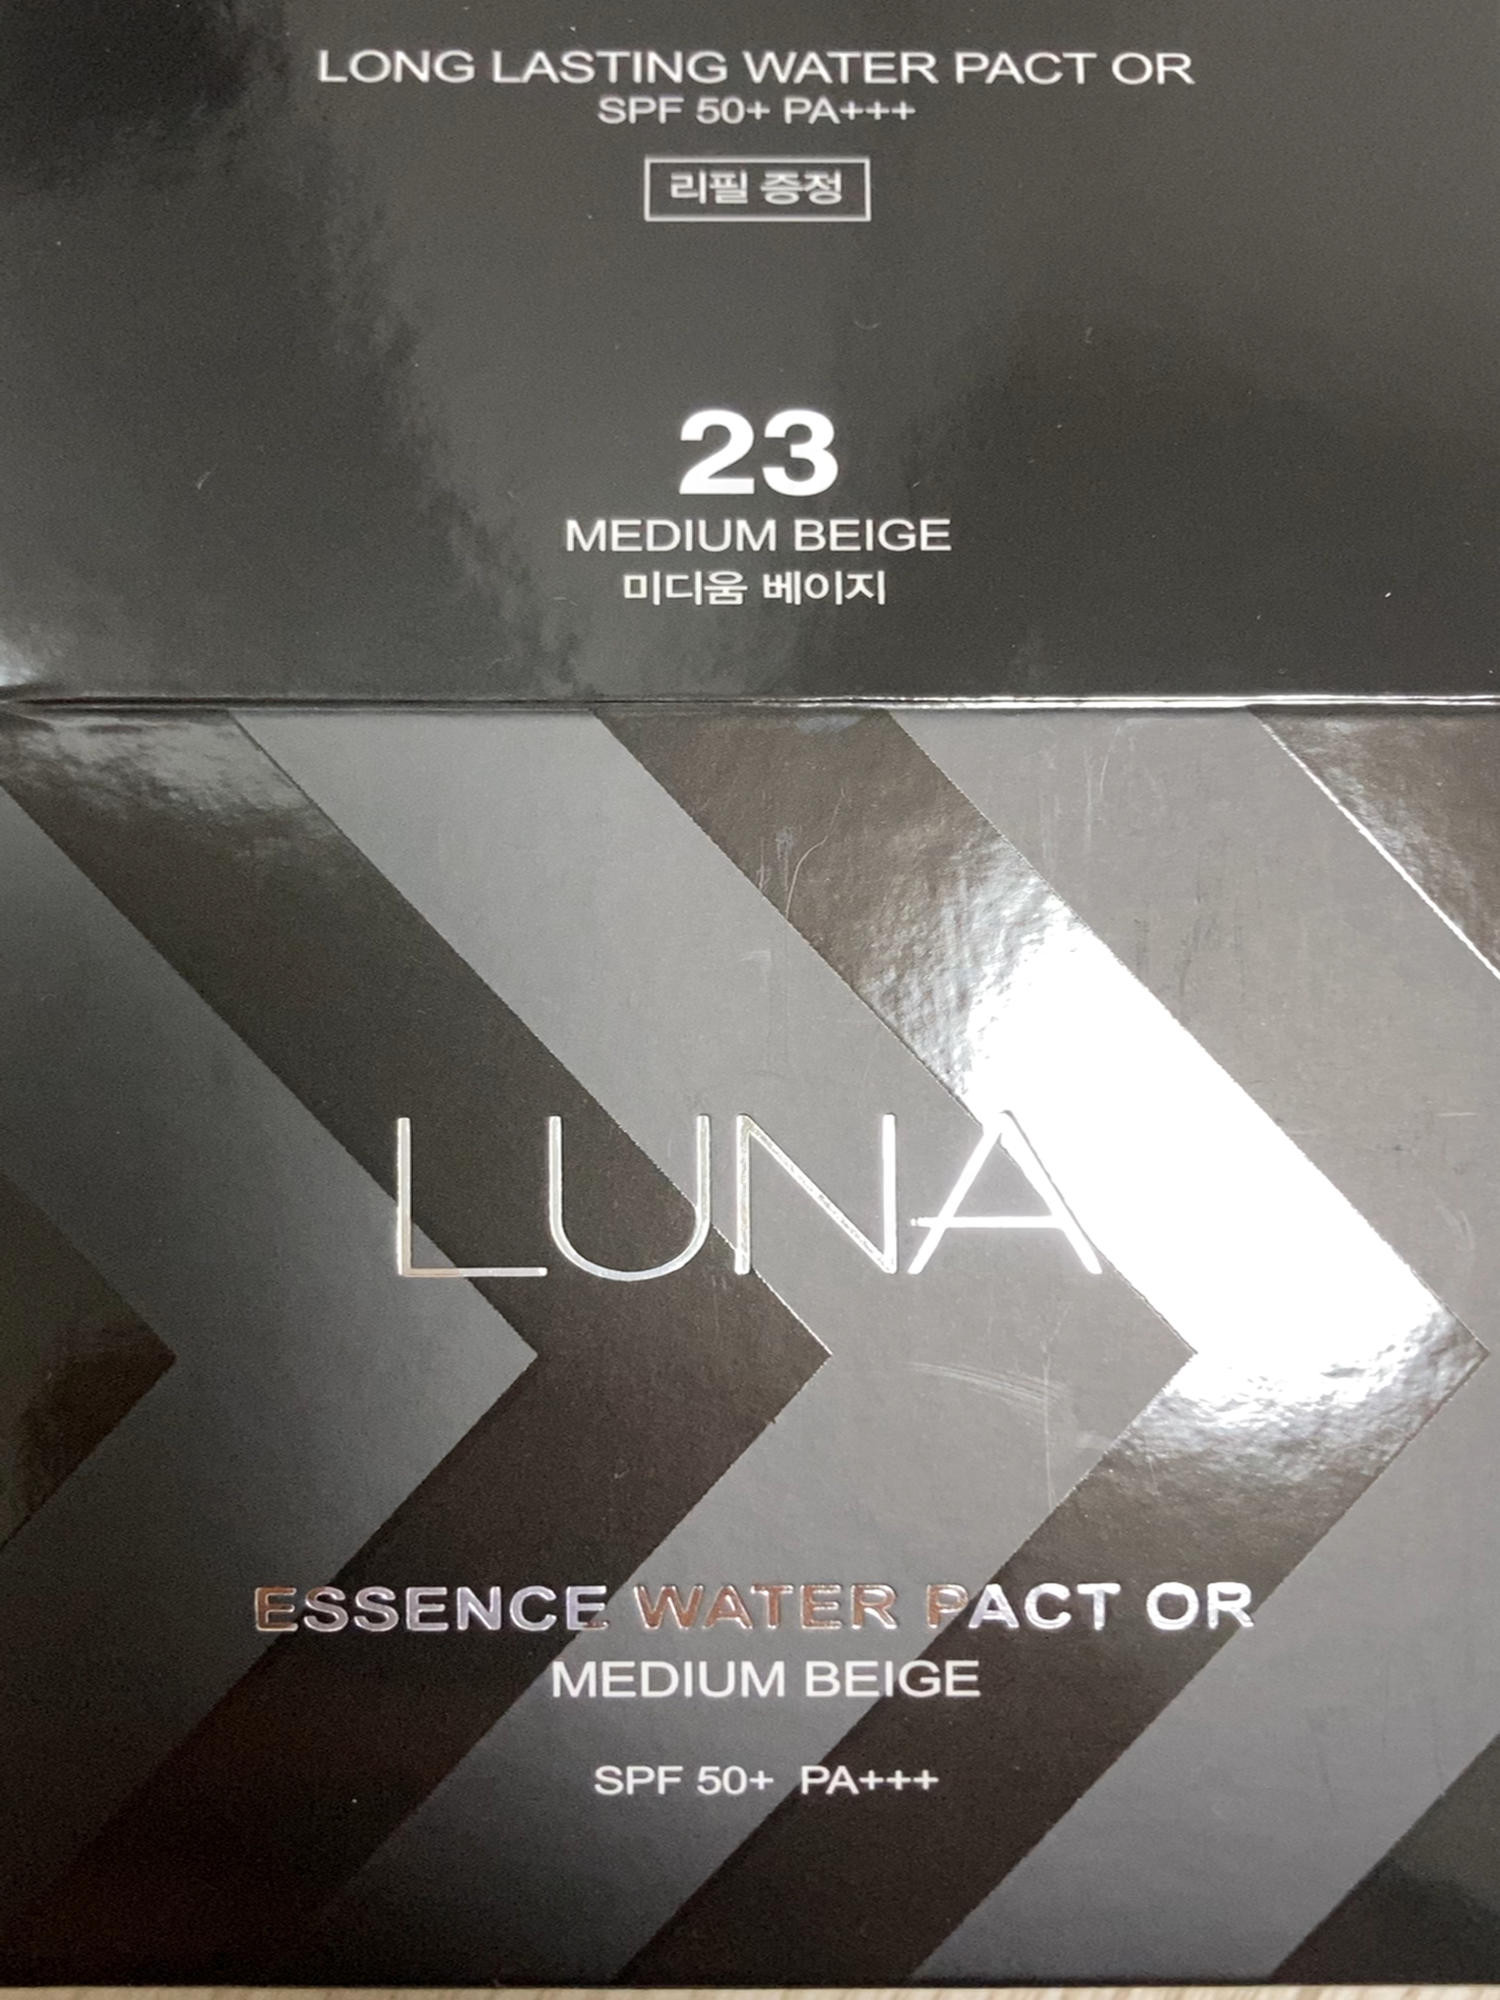 LONG LASTING WATER PACT OR
SPF 50+ PA+++
리필 증정
23
MEDIUM BEIGE
미디움 베이지
LUNA
ESSENCE WATER PACT OR
MEDIUM BEIGE
SPF 50+ PA+++